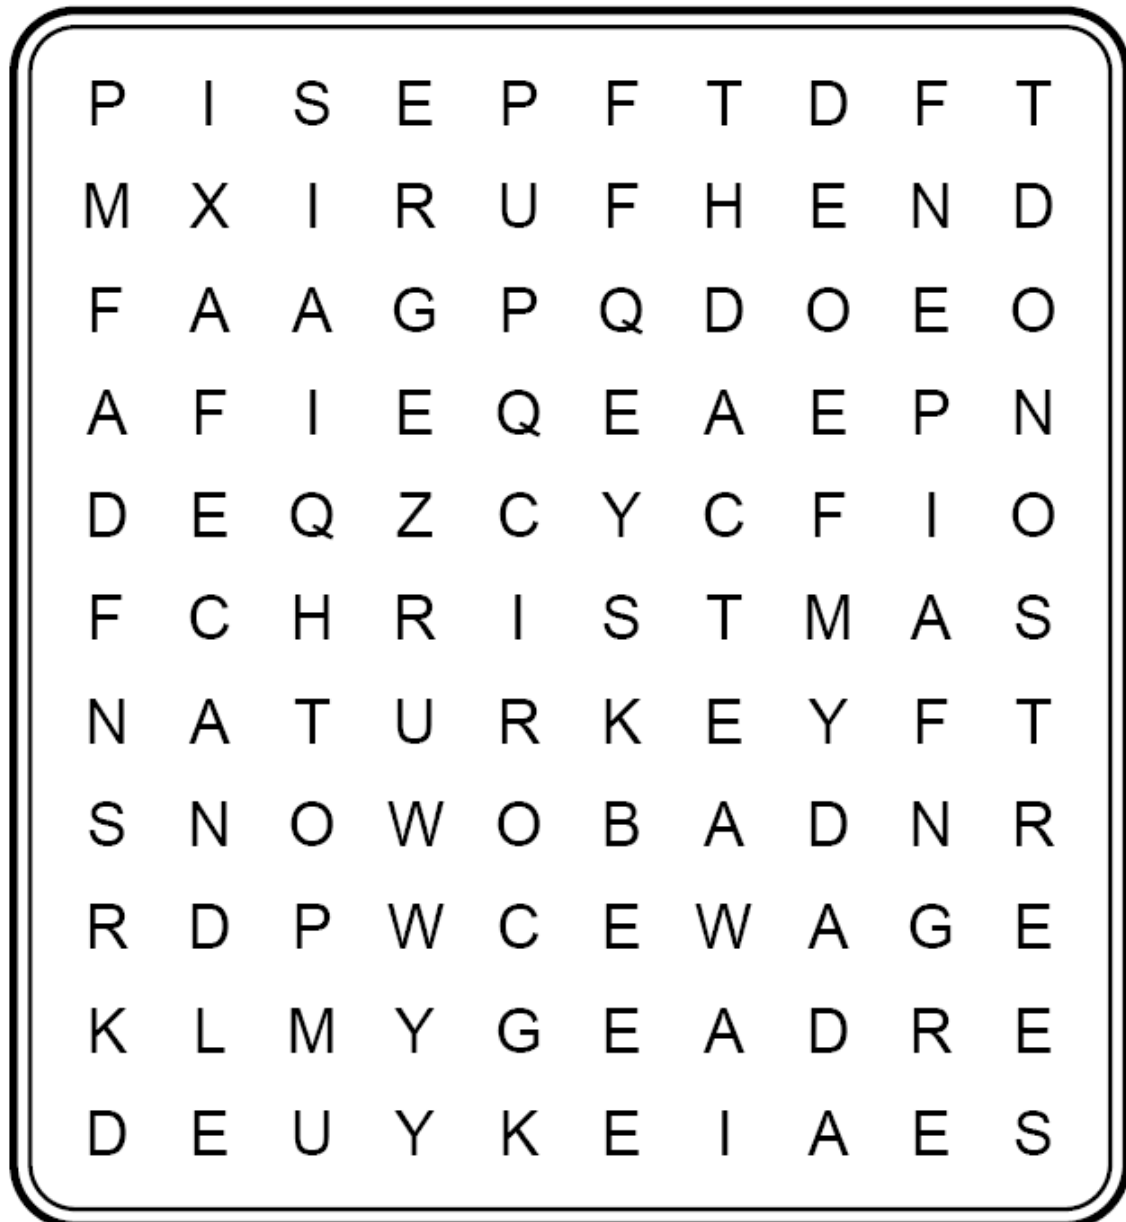 P I S E P F T D F T
M X I R U F H E N D
F A A G P Q D O E O
A F I E Q E A E P N
D E Q Z C Y C F I O
F C H R I S T M A S
N A T U R K E Y F T
S N O W O B A D N R
R D P W C E W A G E
K L M Y G E A D R E
D E U Y K E I A E S